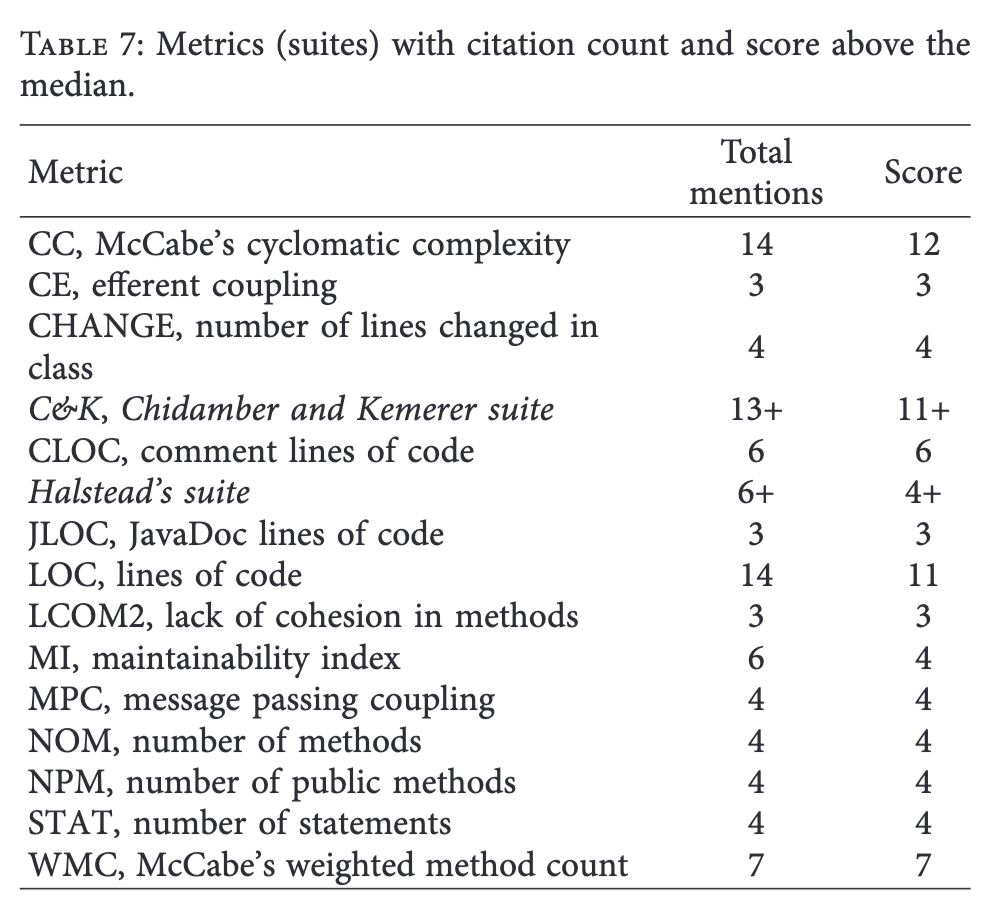 TABLE 7: Metrics (suites) with citation count and score above the
median.
Metric Total mentions Score
CC, McCabe's cyclomatic complexity 14 12
CE, efferent coupling 3 3
CHANGE, number of lines changed in
class 4 4
C&K, Chidamber and Kemerer suite 13+ 11+
CLOC, comment lines of code 6 6
Halstead's suite 6+ 4+
JLOC, JavaDoc lines of code 3 3
LOC, lines of code 14 11
LCOM2, lack of cohesion in methods 3 3
MI, maintainability index 6 4
MPC, message passing coupling 4 4
NOM, number of methods 4 4
NPM, number of public methods 4 4
STAT, number of statements 4 4
WMC, McCabe's weighted method count 7 7